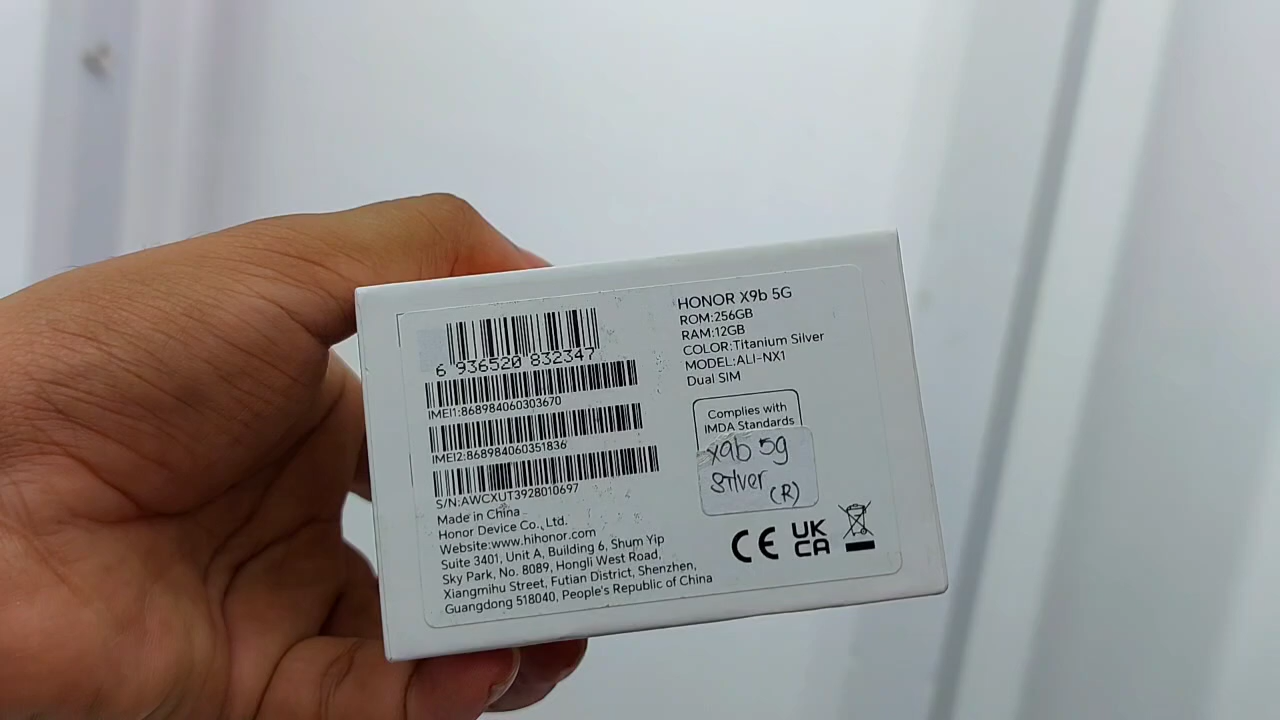 6 936520 832347
IMEI1:868984060303670
IMEI2:868984060351836
S/N:AWCXUT3928010697
Made in China
Honor Device Co., Ltd.
Website:www.hihonor.com
Suite 3401, Unit A, Building 6, Shum Yip
Sky Park, No. 8089, Hongli West Road,
Xiangmihu Street, Futian District, Shenzhen,
Guangdong 518040, People's Republic of China
HONOR X9b 5G
ROM:256GB
RAM:12GB
COLOR:Titanium Silver
MODEL:ALI-NX1
Dual SIM
Complies with
IMDA Standards
x9b 5g
Silver
(R)
CE
UK
CA